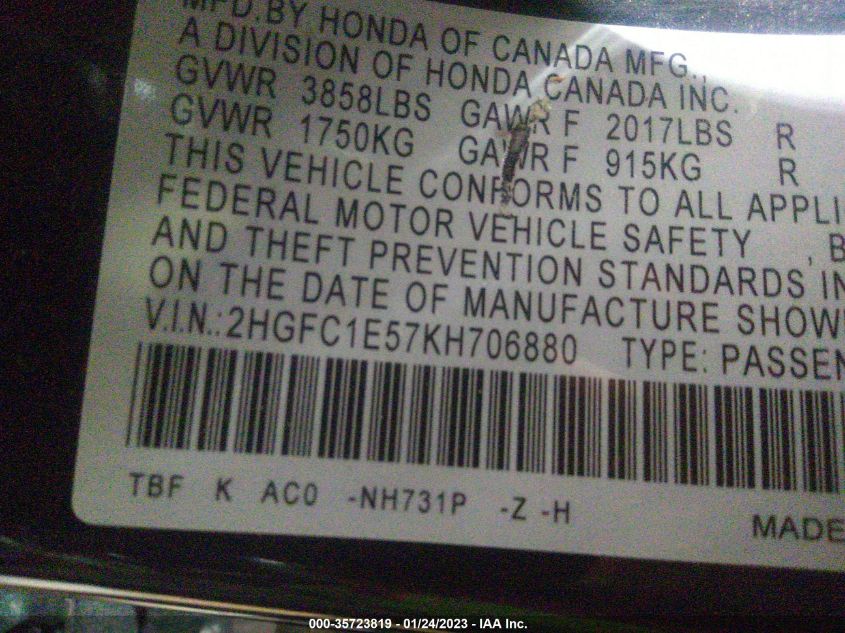 MFD.BY HONDA OF CANADA MFG.,
A DIVISION OF HONDA CANADA INC.
GVWR 3858LBS GAWR F 2017LBS R
GVWR 1750KG GAWR F 915KG R
THIS VEHICLE CONFORMS TO ALL APPLI
FEDERAL MOTOR VEHICLE SAFETY , B
AND THEFT PREVENTION STANDARDS IN
ON THE DATE OF MANUFACTURE SHOW
V.I.N.:2HGFC1E57KH706880 TYPE: PASSEN
TBF K AC0 -NH731P -Z -H
MADE
000-35723819 - 01/24/2023 - IAA Inc.